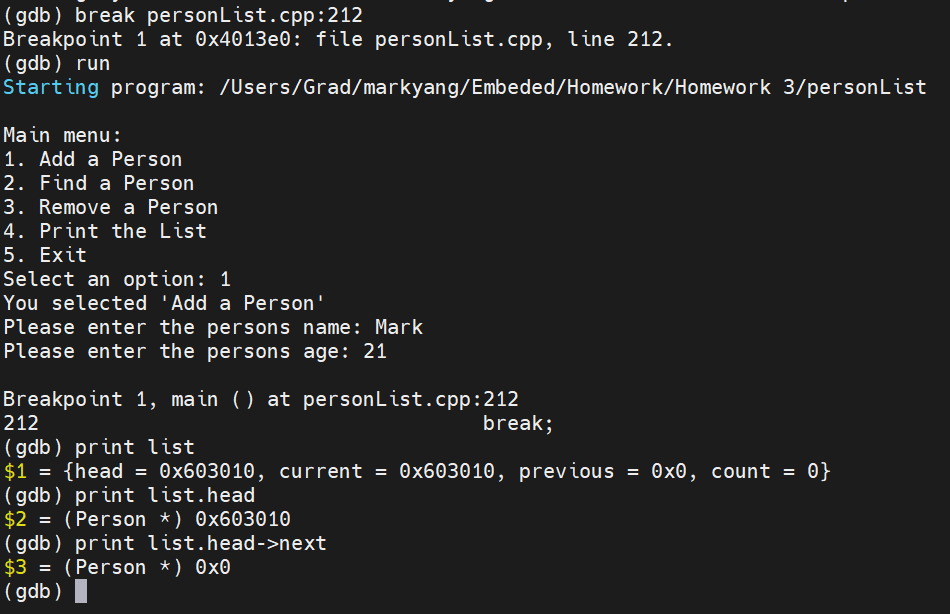 (gdb) break personList.cpp:212
Breakpoint 1 at 0x4013e0: file personList.cpp, line 212.
(gdb) run
Starting program: /Users/Grad/markyang/Embeded/Homework/Homework 3/personList
Main menu:
1. Add a Person
2. Find a Person
3. Remove a Person
4. Print the List
5. Exit
Select an option: 1
You selected 'Add a Person'
Please enter the persons name: Mark
Please enter the persons age: 21
Breakpoint 1, main () at personList.cpp:212
212 break;
(gdb) print list
$1 = {head = 0x603010, current = 0x603010, previous = 0x0, count = 0}
(gdb) print list.head
$2 = (Person *) 0x603010
(gdb) print list.head->next
$3 = (Person *) 0x0
(gdb)